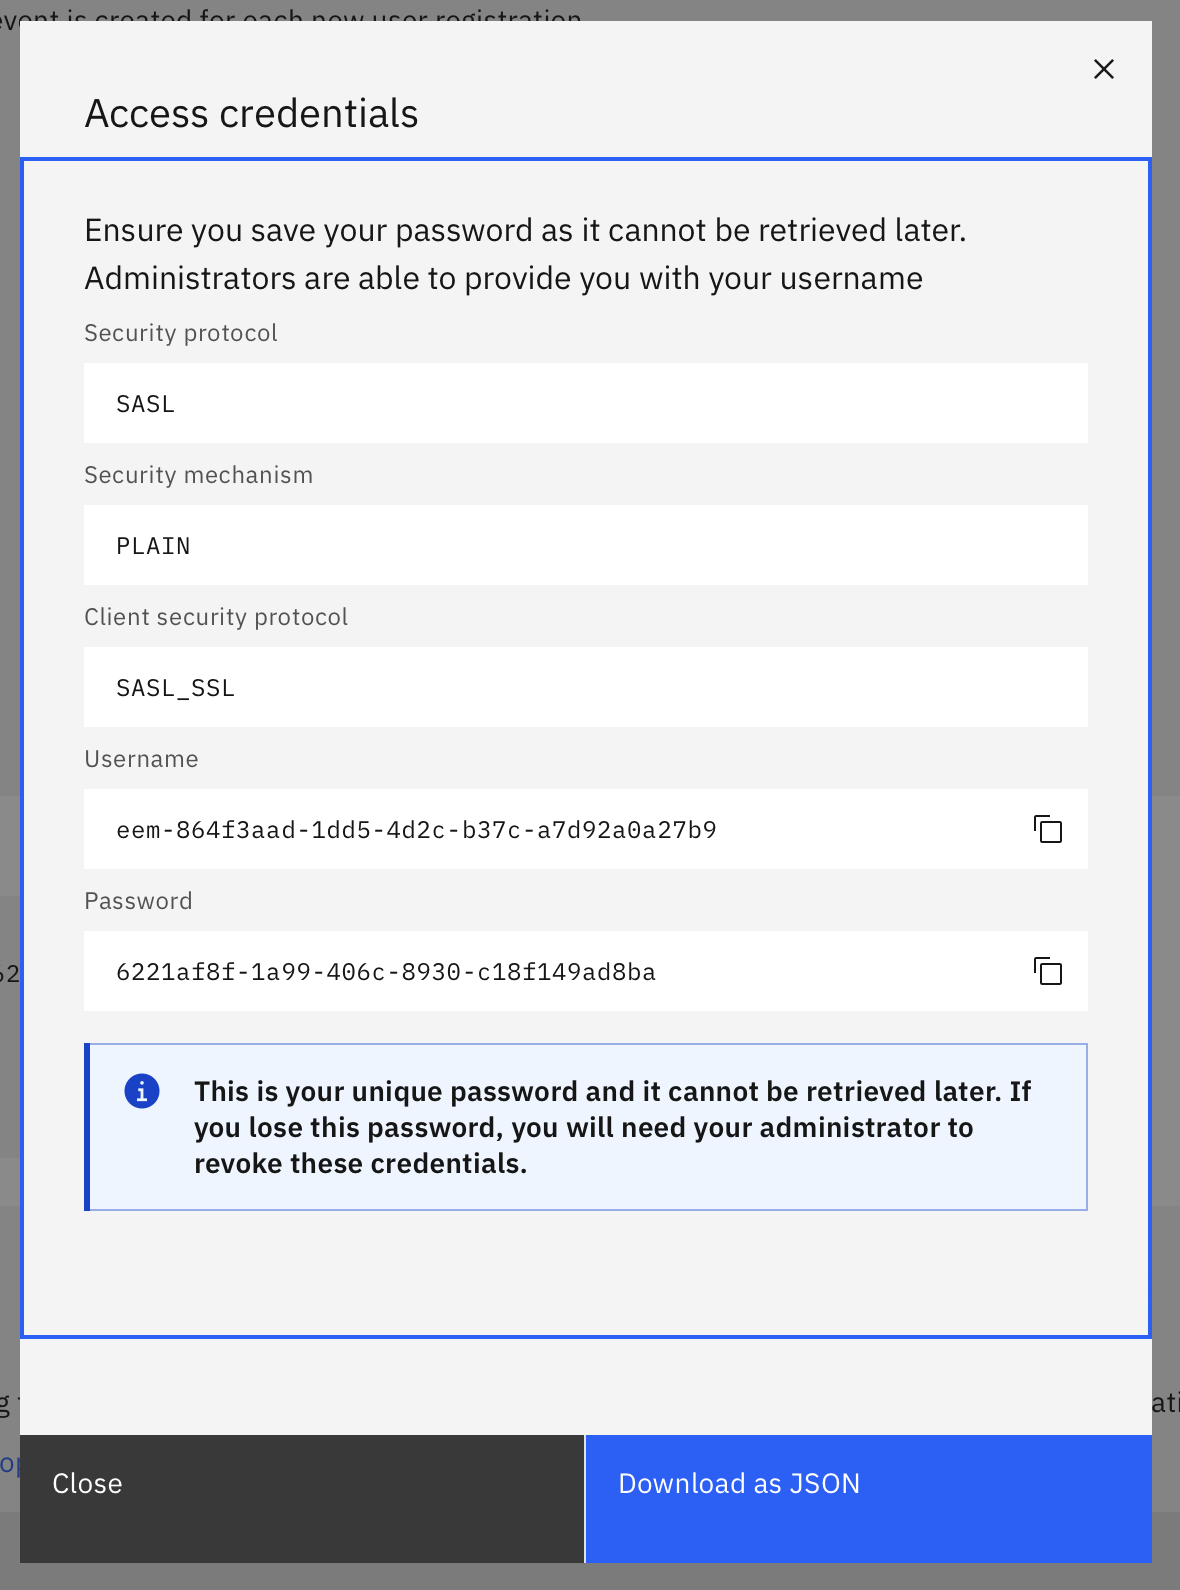 event is created for each new user registration
Access credentials
Ensure you save your password as it cannot be retrieved later.
Administrators are able to provide you with your username
Security protocol
SASL
Security mechanism
PLAIN
Client security protocol
SASL_SSL
Username
eem-864f3aad-1dd5-4d2c-b37c-a7d92a0a27b9
Password
6221af8f-1a99-406c-8930-c18f149ad8ba
62
This is your unique password and it cannot be retrieved later. If
you lose this password, you will need your administrator to
revoke these credentials.
g
ati
op
Close
Download as JSON